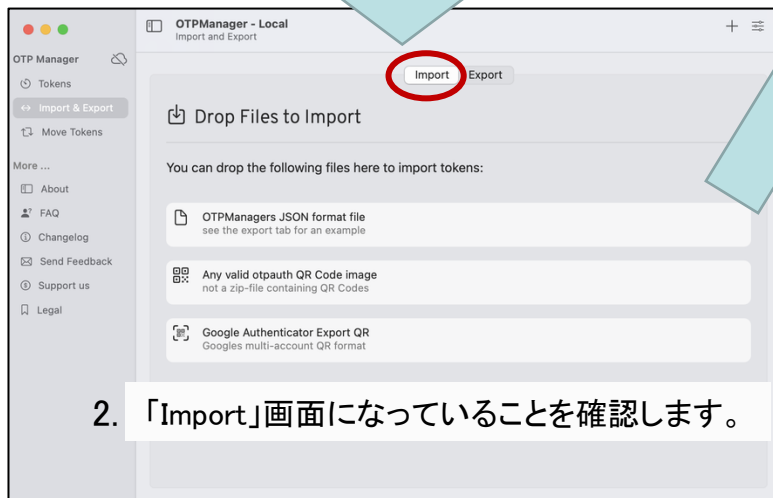 OTPManager - Local
Import and Export
OTP Manager
Tokens
Import & Export
Move Tokens
More ...
About
FAQ
Changelog
Send Feedback
Support us
Legal
Import Export
Drop Files to Import
You can drop the following files here to import tokens:
OTPManagers JSON format file
see the export tab for an example
Any valid otpauth QR Code image
not a zip-file containing QR Codes
Google Authenticator Export QR
Googles multi-account QR format
2. 「Import」画面になっていることを確認します。